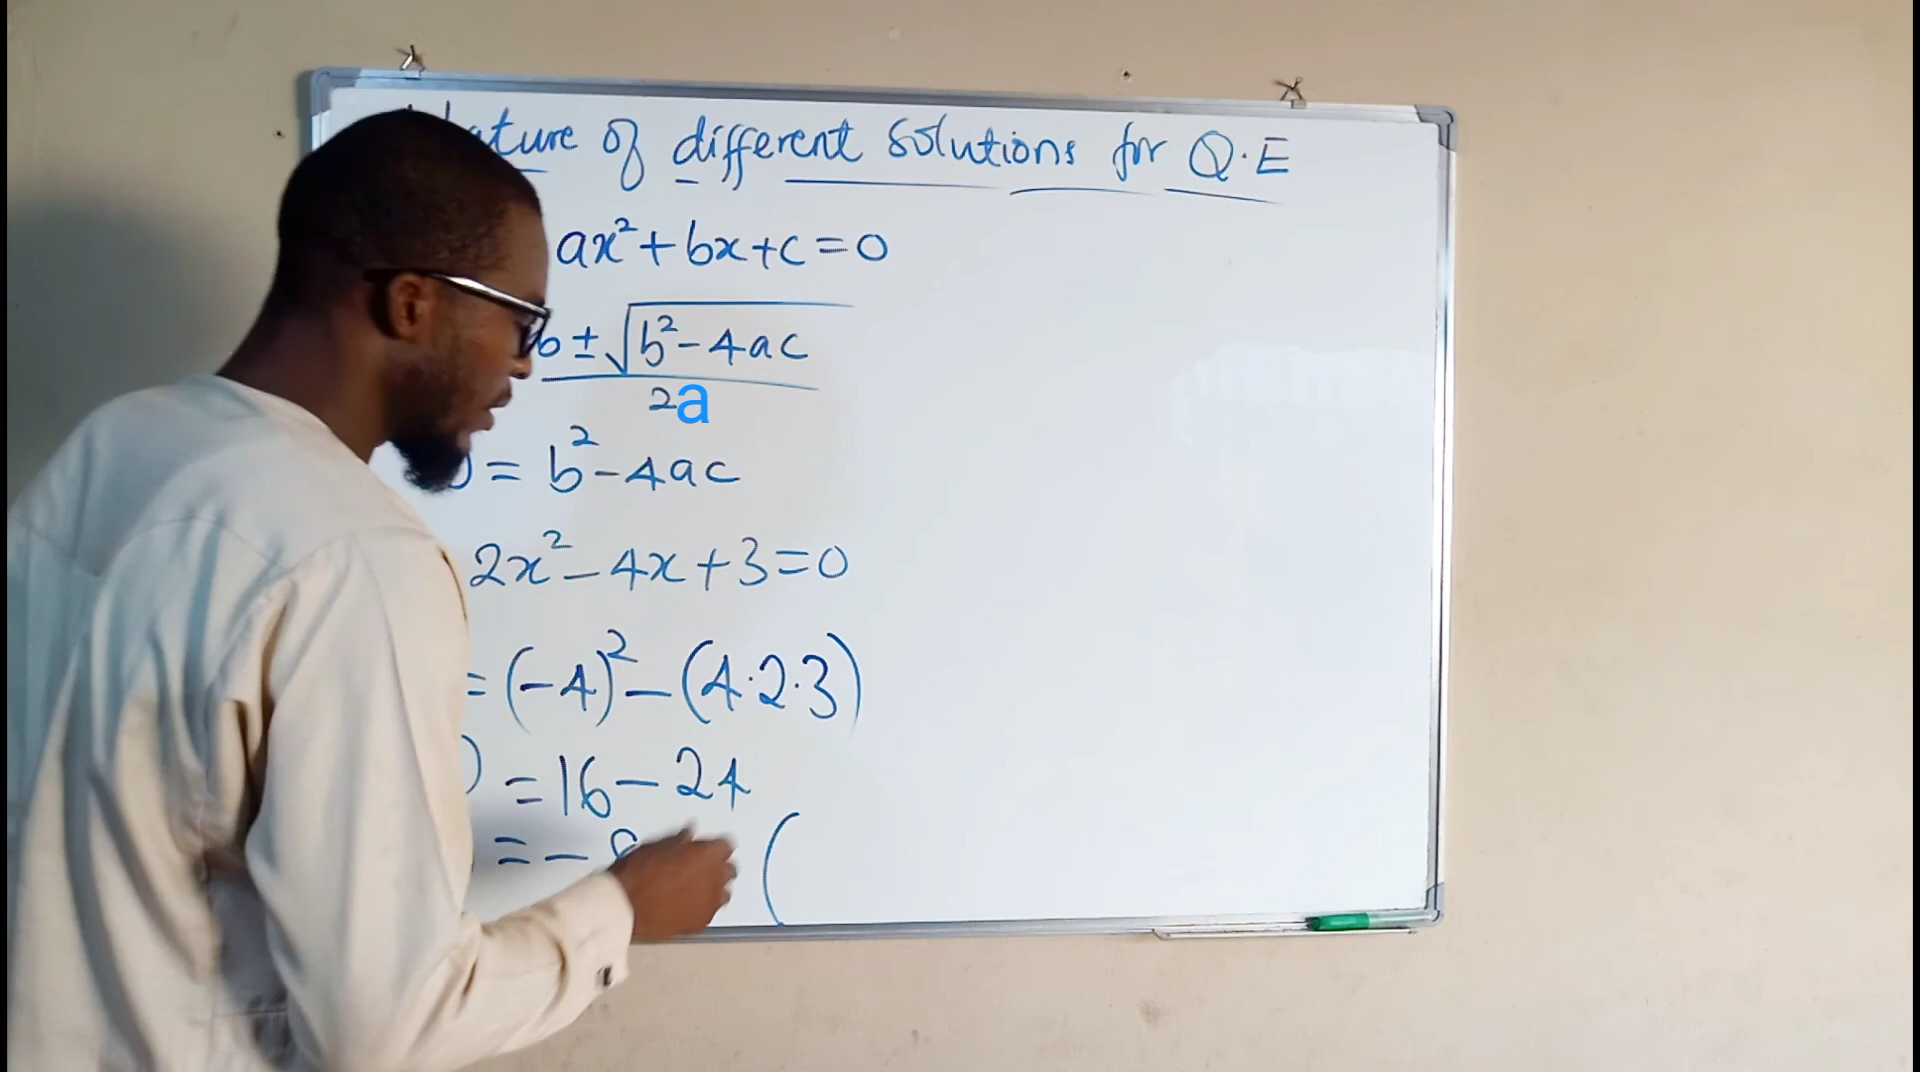 of different solutions for Q.E
ax²+bx+c=0
b±√b²-4ac
2a
= b²-4ac
2x²-4x+3=0
=(-4)²-(4·2·3)
=16-24
=-
(